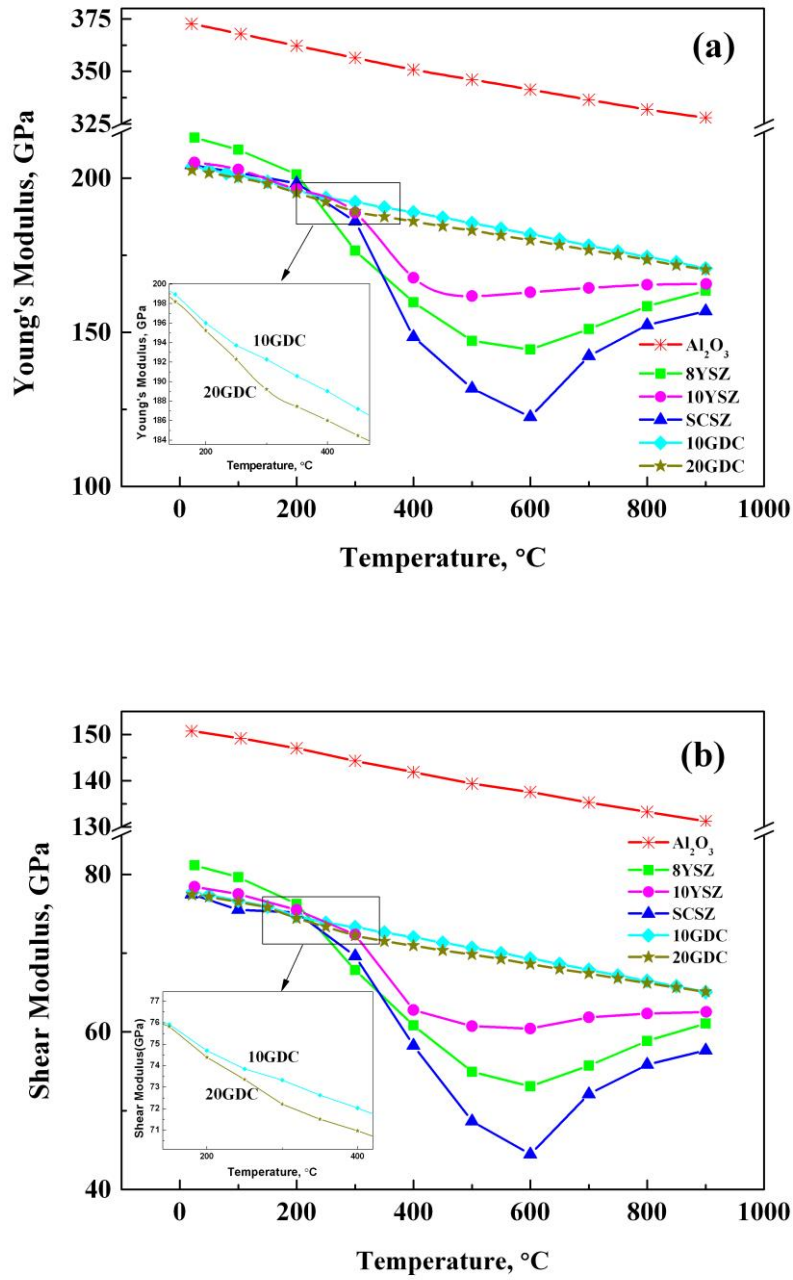 (a)
375
350
325
200
150
100
Young's Modulus, GPa
Al₂O₃
8YSZ
10YSZ
SCSZ
10GDC
20GDC
200
198
196
194
192
190
188
186
184
Young's Modulus, GPa
10GDC
20GDC
200 400
Temperature, °C
0 200 400 600 800 1000
Temperature, °C
(b)
150
140
130
80
60
40
Shear Modulus, GPa
Al₂O₃
8YSZ
10YSZ
SCSZ
10GDC
20GDC
77
76
75
74
73
72
71
Shear Modulus(GPa)
10GDC
20GDC
200 400
Temperature, °C
0 200 400 600 800 1000
Temperature, °C